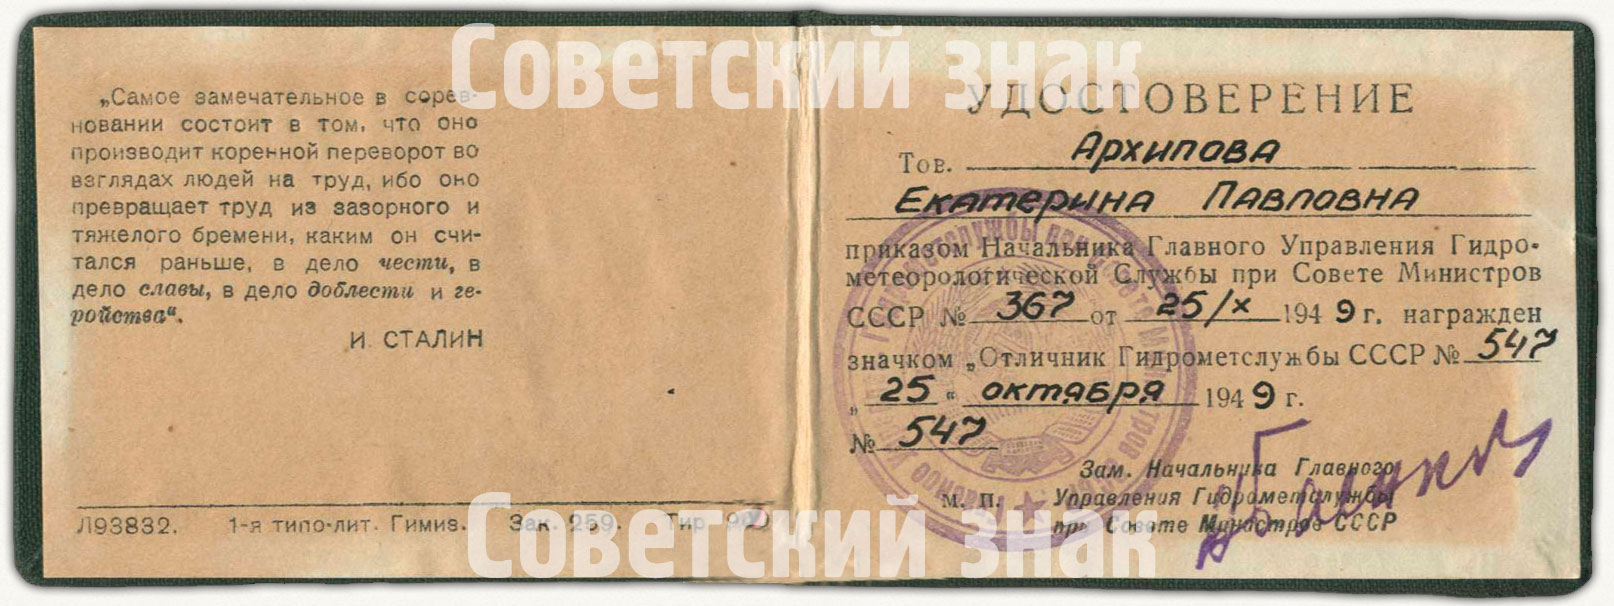 Советский знак
„Самое замечательное в сорев-
новании состоит в том, что оно
производит коренной переворот во
взглядах людей на труд, ибо оно
превращает труд из зазорного и
тяжелого бремени, каким он счи-
тался раньше, в дело чести, в
дело славы, в дело доблести и ге-
ройства“.
И. СТАЛИН
Л93832. 1-я типо-лит. Гимиз. Зак. 259. Тир
УДОСТОВЕРЕНИЕ
Тов. Архипова
Екатерина Павловна
приказом Начальника Главного Управления Гидро-
метеорологической Службы при Совете Министров
СССР № 367 от 25/X 1949 г. награжден
значком „Отличник Гидрометслужбы СССР № 547
„25“ октября 1949 г.
№ 547
Зам. Начальника Главного
М. П. Управления Гидрометслужбы
при Совете Министров СССР
Советский знак